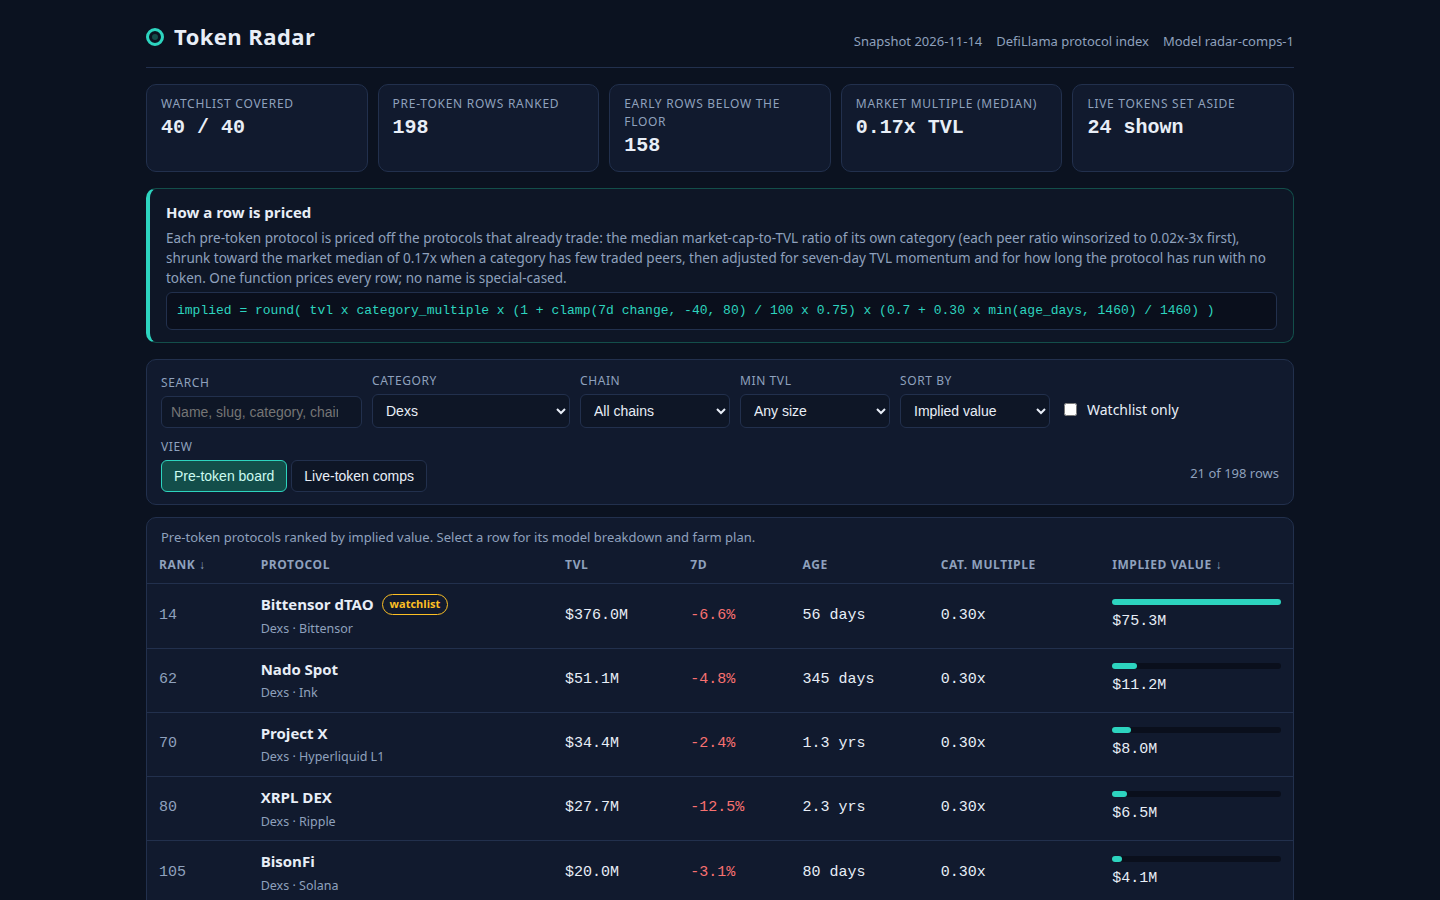 Token Radar
Snapshot 2026-11-14 DefiLlama protocol index Model radar-comps-1
WATCHLIST COVERED
40 / 40
PRE-TOKEN ROWS RANKED
198
EARLY ROWS BELOW THE
FLOOR
158
MARKET MULTIPLE (MEDIAN)
0.17x TVL
LIVE TOKENS SET ASIDE
24 shown
How a row is priced
Each pre-token protocol is priced off the protocols that already trade: the median market-cap-to-TVL ratio of its own category (each peer ratio winsorized to 0.02x-3x first),
shrunk toward the market median of 0.17x when a category has few traded peers, then adjusted for seven-day TVL momentum and for how long the protocol has run with no
token. One function prices every row; no name is special-cased.
implied = round( tvl x category_multiple x (1 + clamp(7d change, -40, 80) / 100 x 0.75) x (0.7 + 0.30 x min(age_days, 1460) / 1460) )
SEARCH
Name, slug, category, chain
CATEGORY
Dexs
CHAIN
All chains
MIN TVL
Any size
SORT BY
Implied value
Watchlist only
VIEW
Pre-token board Live-token comps
21 of 198 rows
Pre-token protocols ranked by implied value. Select a row for its model breakdown and farm plan.
RANK ↓ PROTOCOL TVL 7D AGE CAT. MULTIPLE IMPLIED VALUE ↓
14 Bittensor dTAO watchlist $376.0M -6.6% 56 days 0.30x $75.3M
Dexs · Bittensor
62 Nado Spot $51.1M -4.8% 345 days 0.30x $11.2M
Dexs · Ink
70 Project X $34.4M -2.4% 1.3 yrs 0.30x $8.0M
Dexs · Hyperliquid L1
80 XRPL DEX $27.7M -12.5% 2.3 yrs 0.30x $6.5M
Dexs · Ripple
105 BisonFi $20.0M -3.1% 80 days 0.30x $4.1M
Dexs · Solana